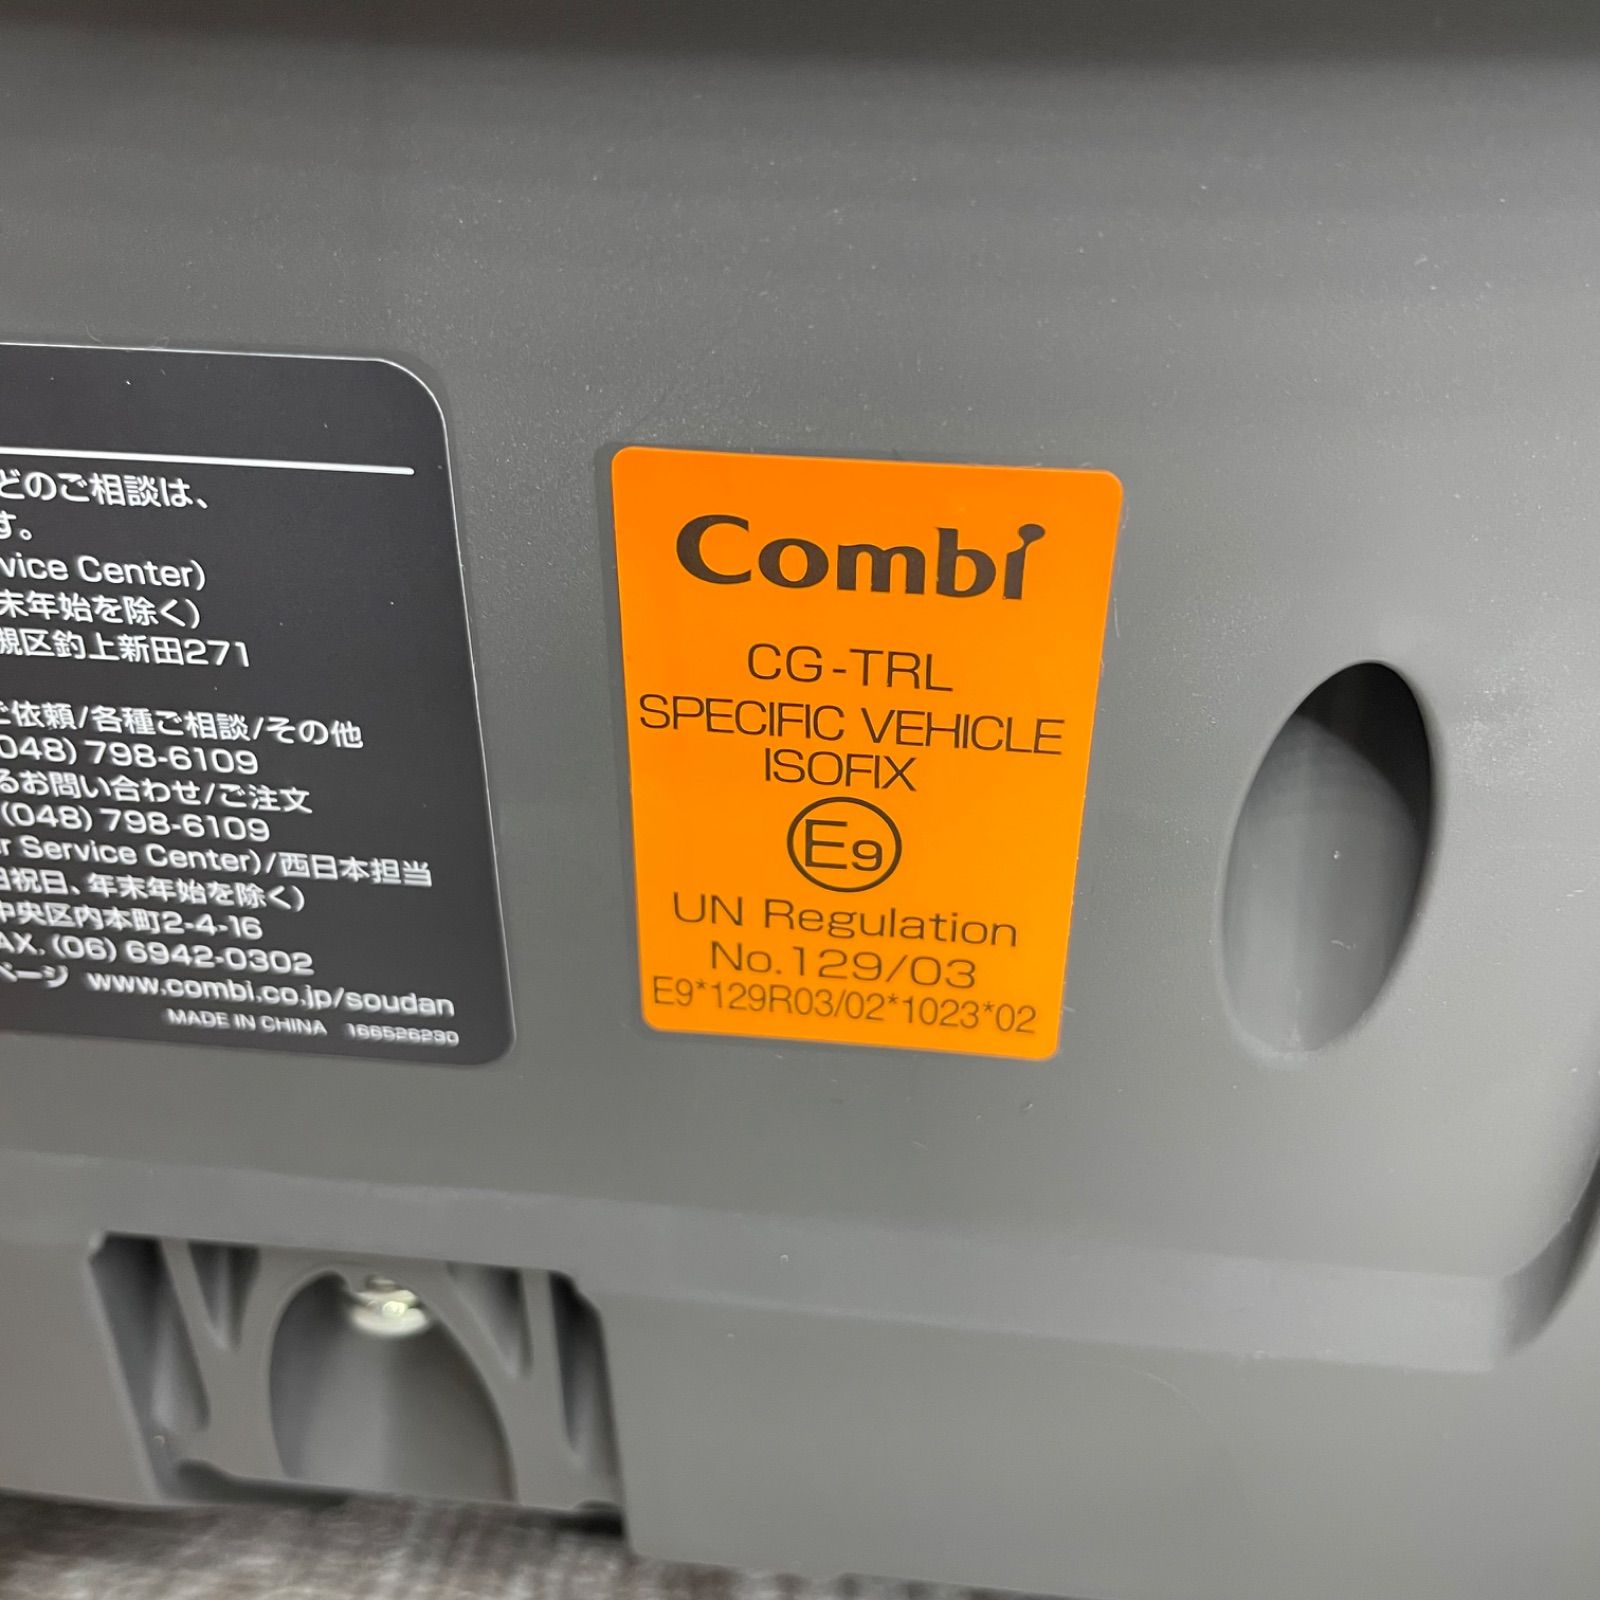 どのご相談は、
す。
vice Center)
末年始を除く)
槻区釣上新田271
ご依頼/各種ご相談/その他
(048) 798-6109
るお問い合わせ/ご注文
(048) 798-6109
r Service Center)/西日本担当
日祝日、年末年始を除く)
中央区内本町2-4-16
AX. (06) 6942-0302
ページ www.combi.co.jp/soudan
MADE IN CHINA 166526290
Combi
CG-TRL
SPECIFIC VEHICLE
ISOFIX
E9
UN Regulation
No.129/03
E9*129R03/02*1023*02